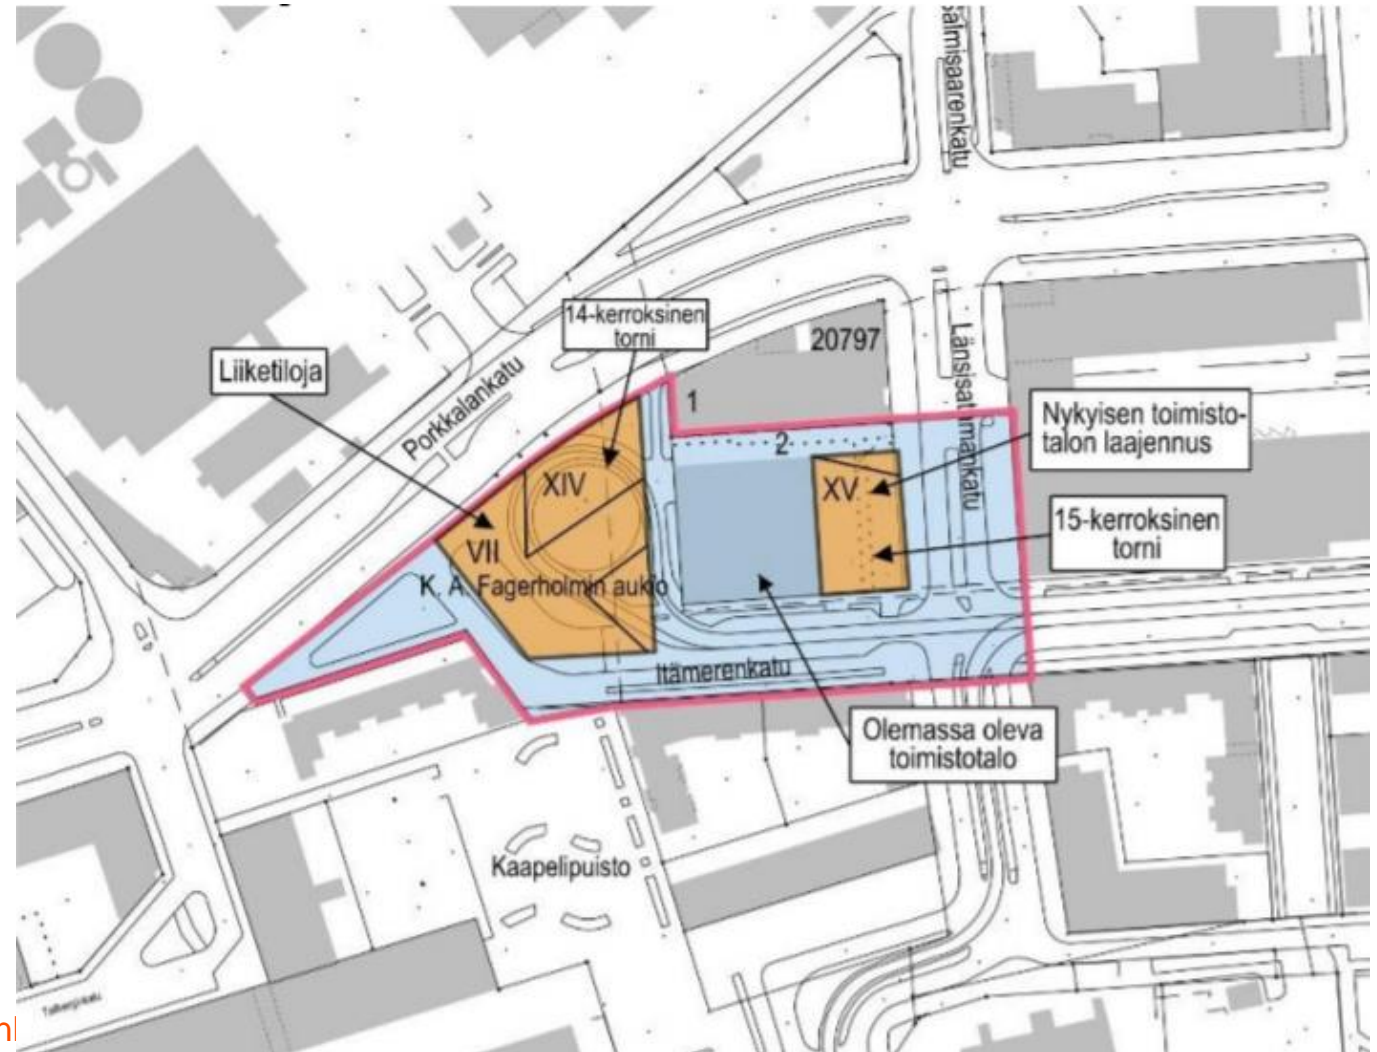 Salmisaarenkatu
14-kerroksinen
torni
20797
Liiketiloja
Porkkalankatu
Länsisatamankatu
1
Nykyisen toimisto-
talon laajennus
2
XIV
XV
15-kerroksinen
torni
VII
K. A. Fagerholmin aukio
Itämerenkatu
Olemassa oleva
toimistotalo
Kaapelipuisto